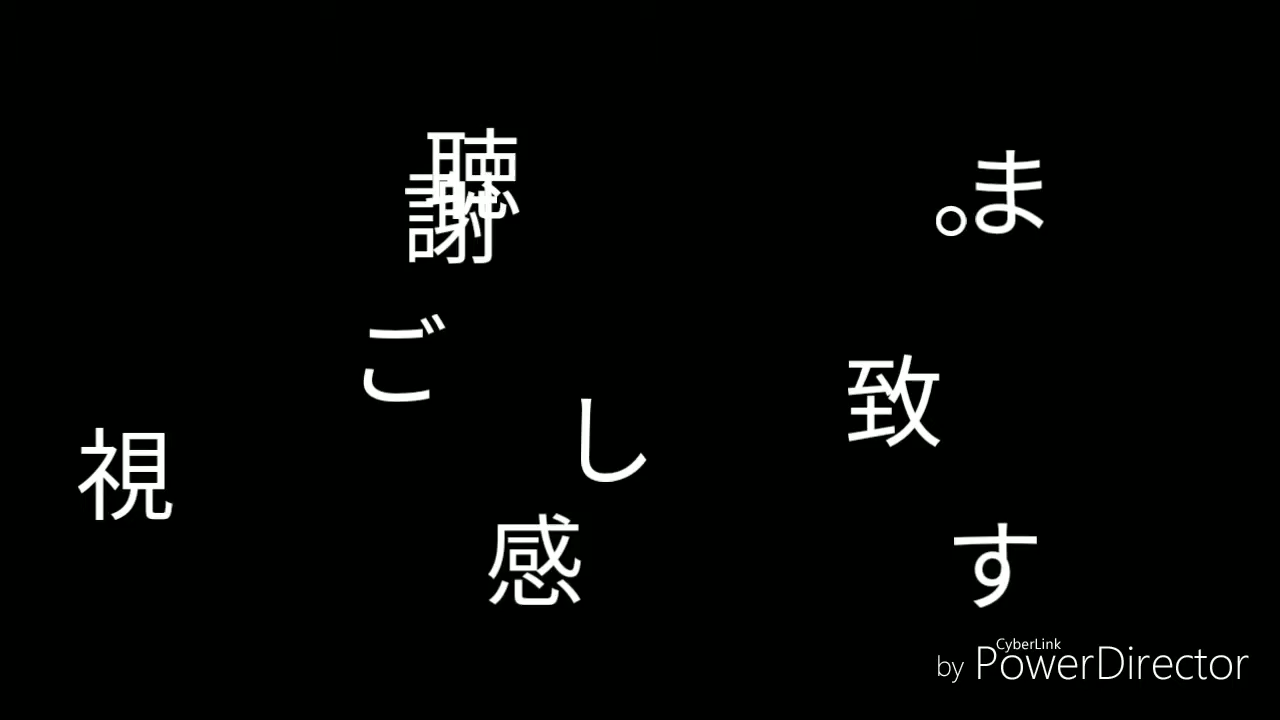 聴
謝
ま
。
ご
致
し
視
感
す
CyberLink
by PowerDirector